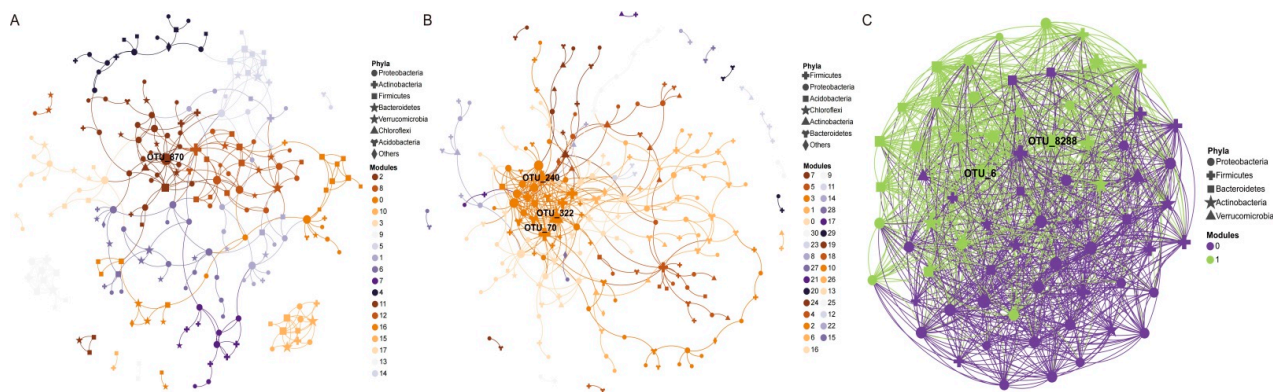 A
OTU_670
Phyla
Proteobacteria
Actinobacteria
Firmicutes
Bacteroidetes
Verrucomicrobia
Chloroflexi
Acidobacteria
Others
Modules
2
8
0
10
3
9
5
1
6
7
4
11
12
16
15
17
13
14
B
OTU_240
OTU_322
OTU_70
Phyla
Firmicutes
Proteobacteria
Acidobacteria
Chloroflexi
Actinobacteria
Bacteroidetes
Others
Modules
7 9
5 11
3 14
1 28
0 17
30 29
23 19
8 18
27 10
21 26
20 13
24 25
4 12
2 22
6 15
16
C
OTU_8288
OTU_6
Phyla
Proteobacteria
Firmicutes
Bacteroidetes
Actinobacteria
Verrucomicrobia
Modules
0
1